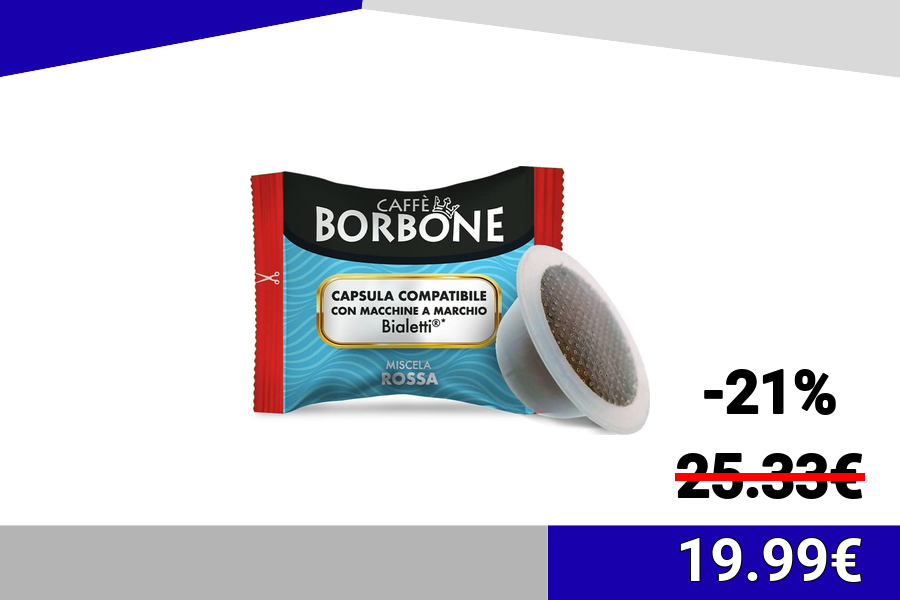 CAFFÈ
BORBONE
CAPSULA COMPATIBILE
CON MACCHINE A MARCHIO
Bialetti®*
MISCELA
ROSSA
-21%
25.33€
19.99€